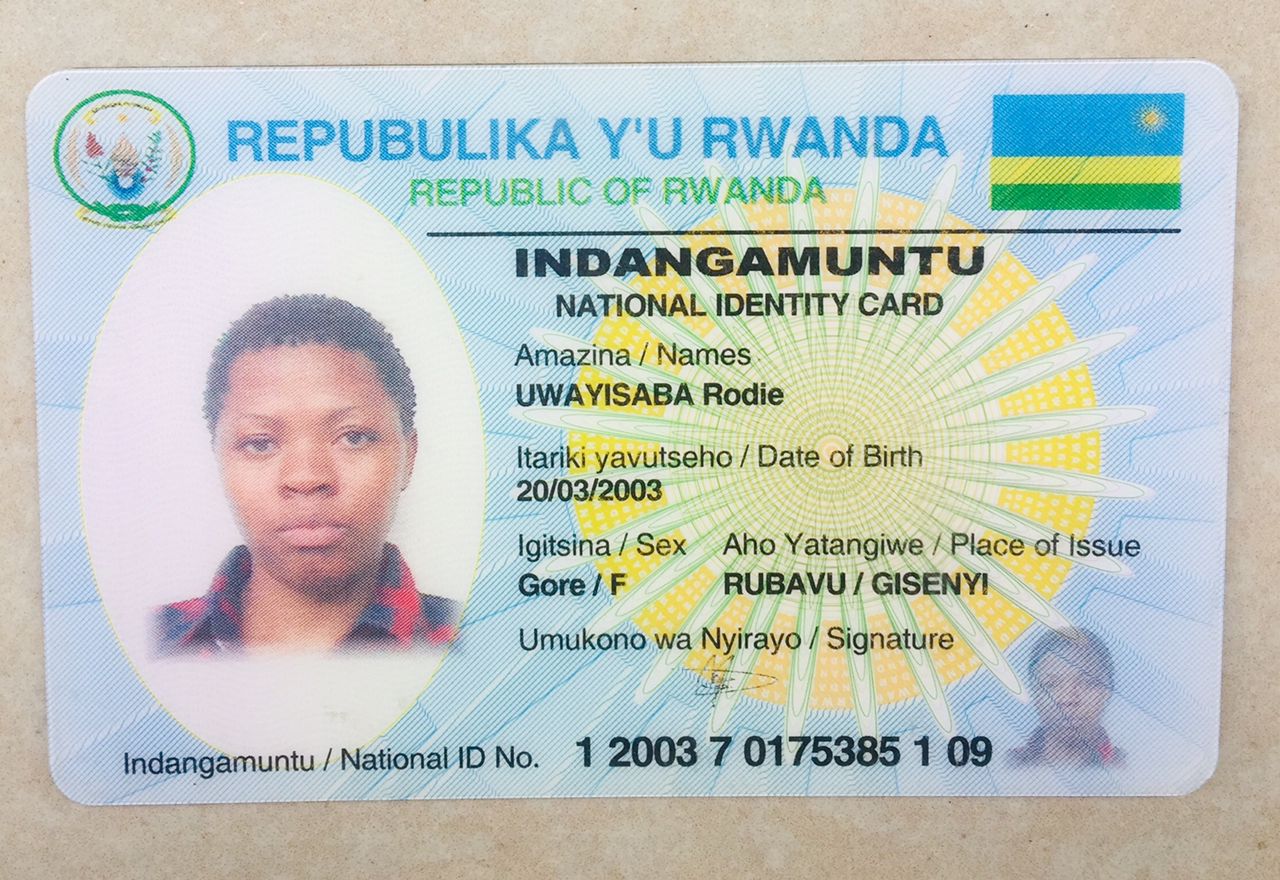 REPUBULIKA Y'U RWANDA
REPUBLIC OF RWANDA
INDANGAMUNTU
NATIONAL IDENTITY CARD
Amazina / Names
UWAYISABA Rodie
Itariki yavutseho / Date of Birth
20/03/2003
Igitsina / Sex Aho Yatangiwe / Place of Issue
Gore / F RUBAVU / GISENYI
Umukono wa Nyirayo / Signature
Indangamuntu / National ID No. 1 2003 7 0175385 1 09